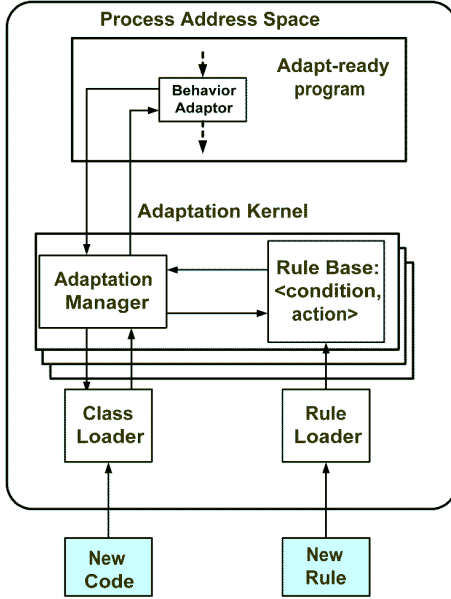 Process Address Space
Adapt-ready
program
Behavior
Adaptor
Adaptation Kernel
Adaptation
Manager
Rule Base:
<condition,
action>
Class
Loader
Rule
Loader
New
Code
New
Rule